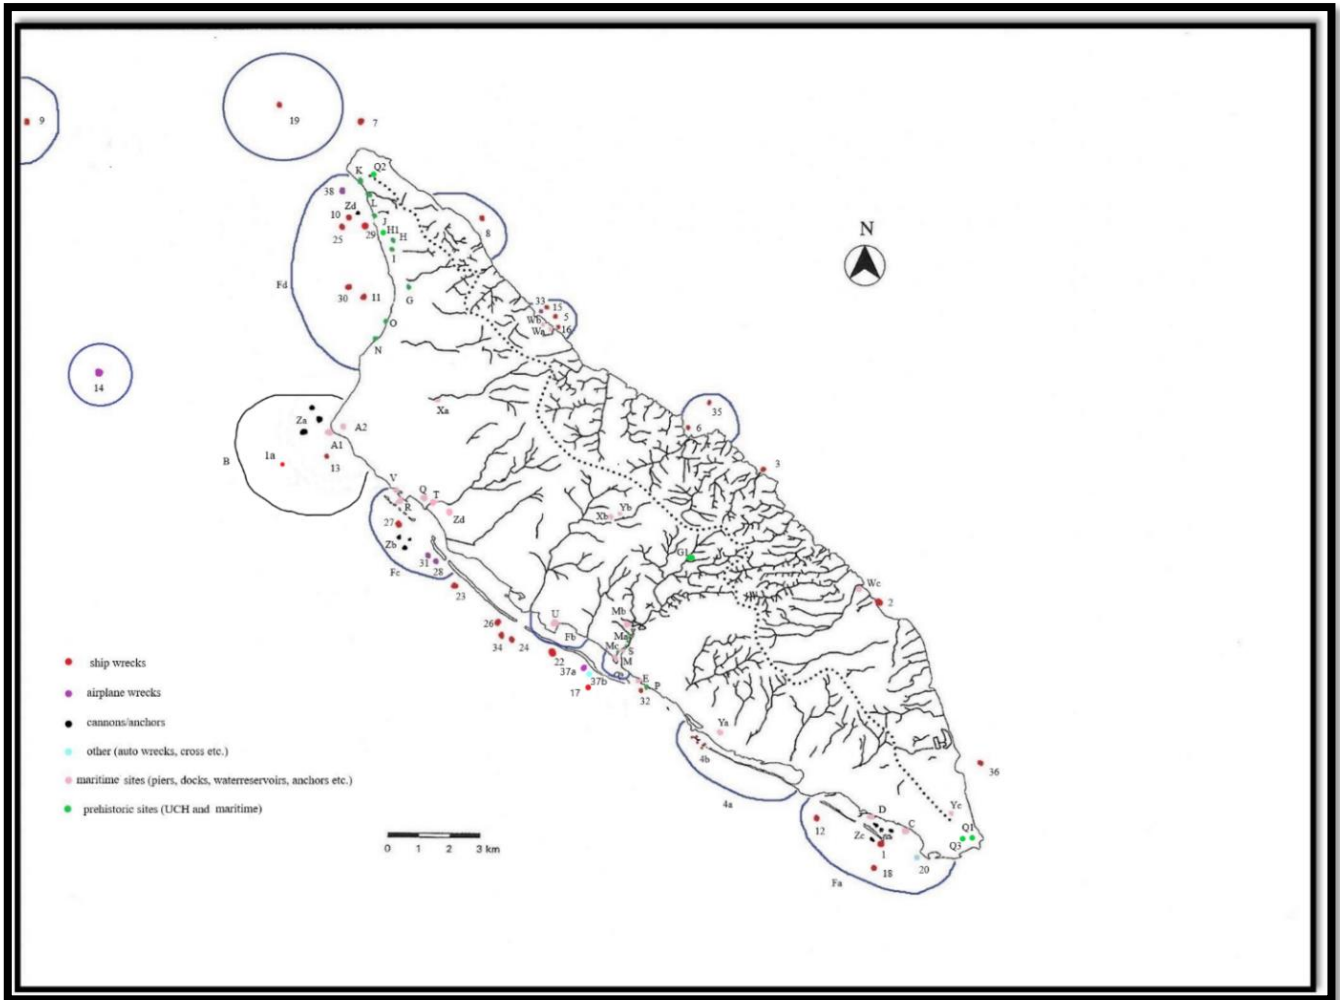 19
9
7
K
Q2
38
Zd
L
10
J
8
25
29
H1
H
I
N
Fd
30
11
G
33
15
5
Wb
16
Wa
O
N
14
35
Xa
6
Za
A2
A1
B
1a
13
3
V
Q
T
R
Zd
Xb
Yb
27
Zb
G1
31
28
Fc
23
Wc
2
U
Mb
26
Fb
Ma
34
24
Mc
S
M
22
37a
37b
E
P
17
32
ship wrecks
airplane wrecks
cannons/anchors
other (auto wrecks, cross etc.)
maritime sites (piers, docks, waterreservoirs, anchors etc.)
prehistoric sites (UCH and maritime)
Ya
4b
36
4a
D
Yc
12
C
Q1
Zc
Q3
1
20
18
Fa
0 1 2 3 km